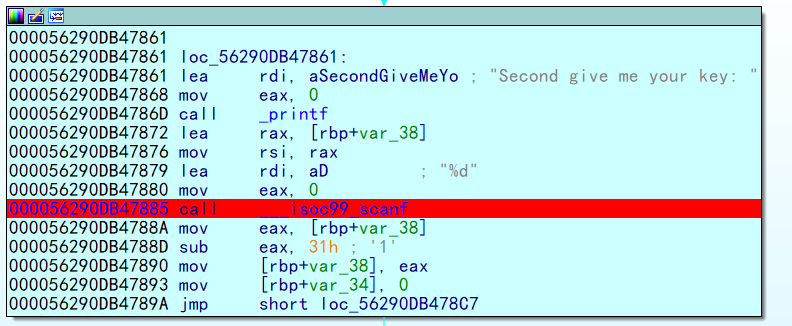 000056290DB47861
000056290DB47861 loc_56290DB47861:
000056290DB47861 lea rdi, aSecondGiveMeYo ; "Second give me your key: "
000056290DB47868 mov eax, 0
000056290DB4786D call _printf
000056290DB47872 lea rax, [rbp+var_38]
000056290DB47876 mov rsi, rax
000056290DB47879 lea rdi, aD ; "%d"
000056290DB47880 mov eax, 0
000056290DB47885 call ___isoc99_scanf
000056290DB4788A mov eax, [rbp+var_38]
000056290DB4788D sub eax, 31h ; '1'
000056290DB47890 mov [rbp+var_38], eax
000056290DB47893 mov [rbp+var_34], 0
000056290DB4789A jmp short loc_56290DB478C7